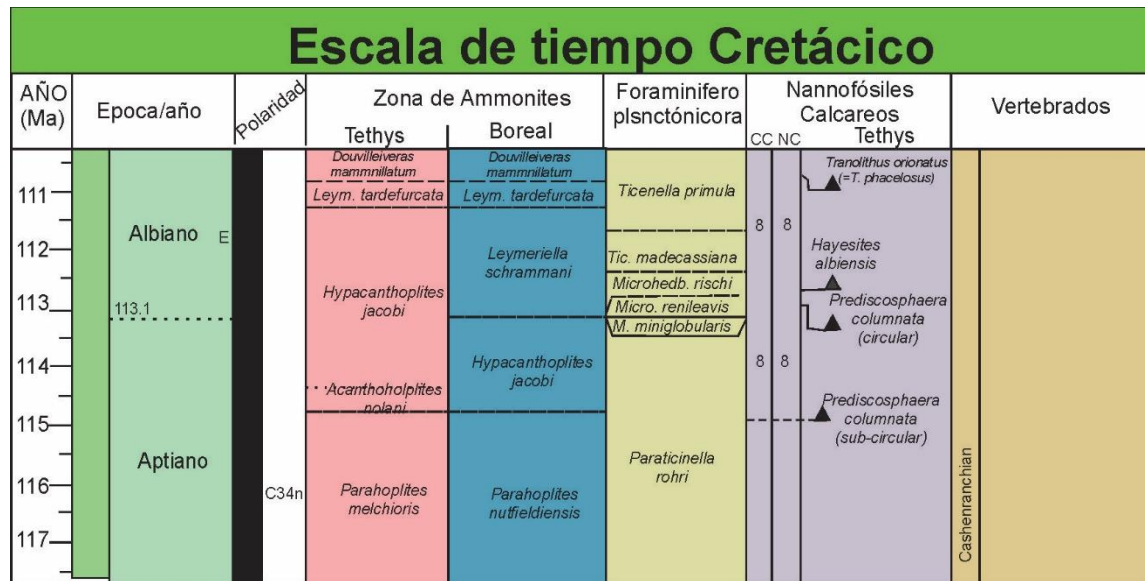 Escala de tiempo Cretácico
AÑO
(Ma)
Epoca/año
Polaridad
Zona de Ammonites
Tethys
Boreal
Foraminifero
plsnctónicora
Nannofósiles
Calcareos
CC NC Tethys
Vertebrados
111
112
113
114
115
116
117
Albiano
E
113.1
Aptiano
C34n
Douvilleiveras
mammnillatum
Leym. tardefurcata
Hypacanthoplites
jacobi
Acanthoholplites
nolani
Parahoplites
melchioris
Douvilleiveras
mammnillatum
Leym. tardefurcata
Leymeriella
schrammani
Hypacanthoplites
jacobi
Parahoplites
nutfieldiensis
Ticenella primula
Tic. madecassiana
Microhedb. rischi
Micro. renileavis
M. miniglobularis
Paraticinella
rohri
8 8
8 8
Tranolithus orionatus
(=T. phacelosus)
Hayesites
albiensis
Prediscosphaera
columnata
(circular)
Prediscosphaera
columnata
(sub-circular)
Cashenranchian